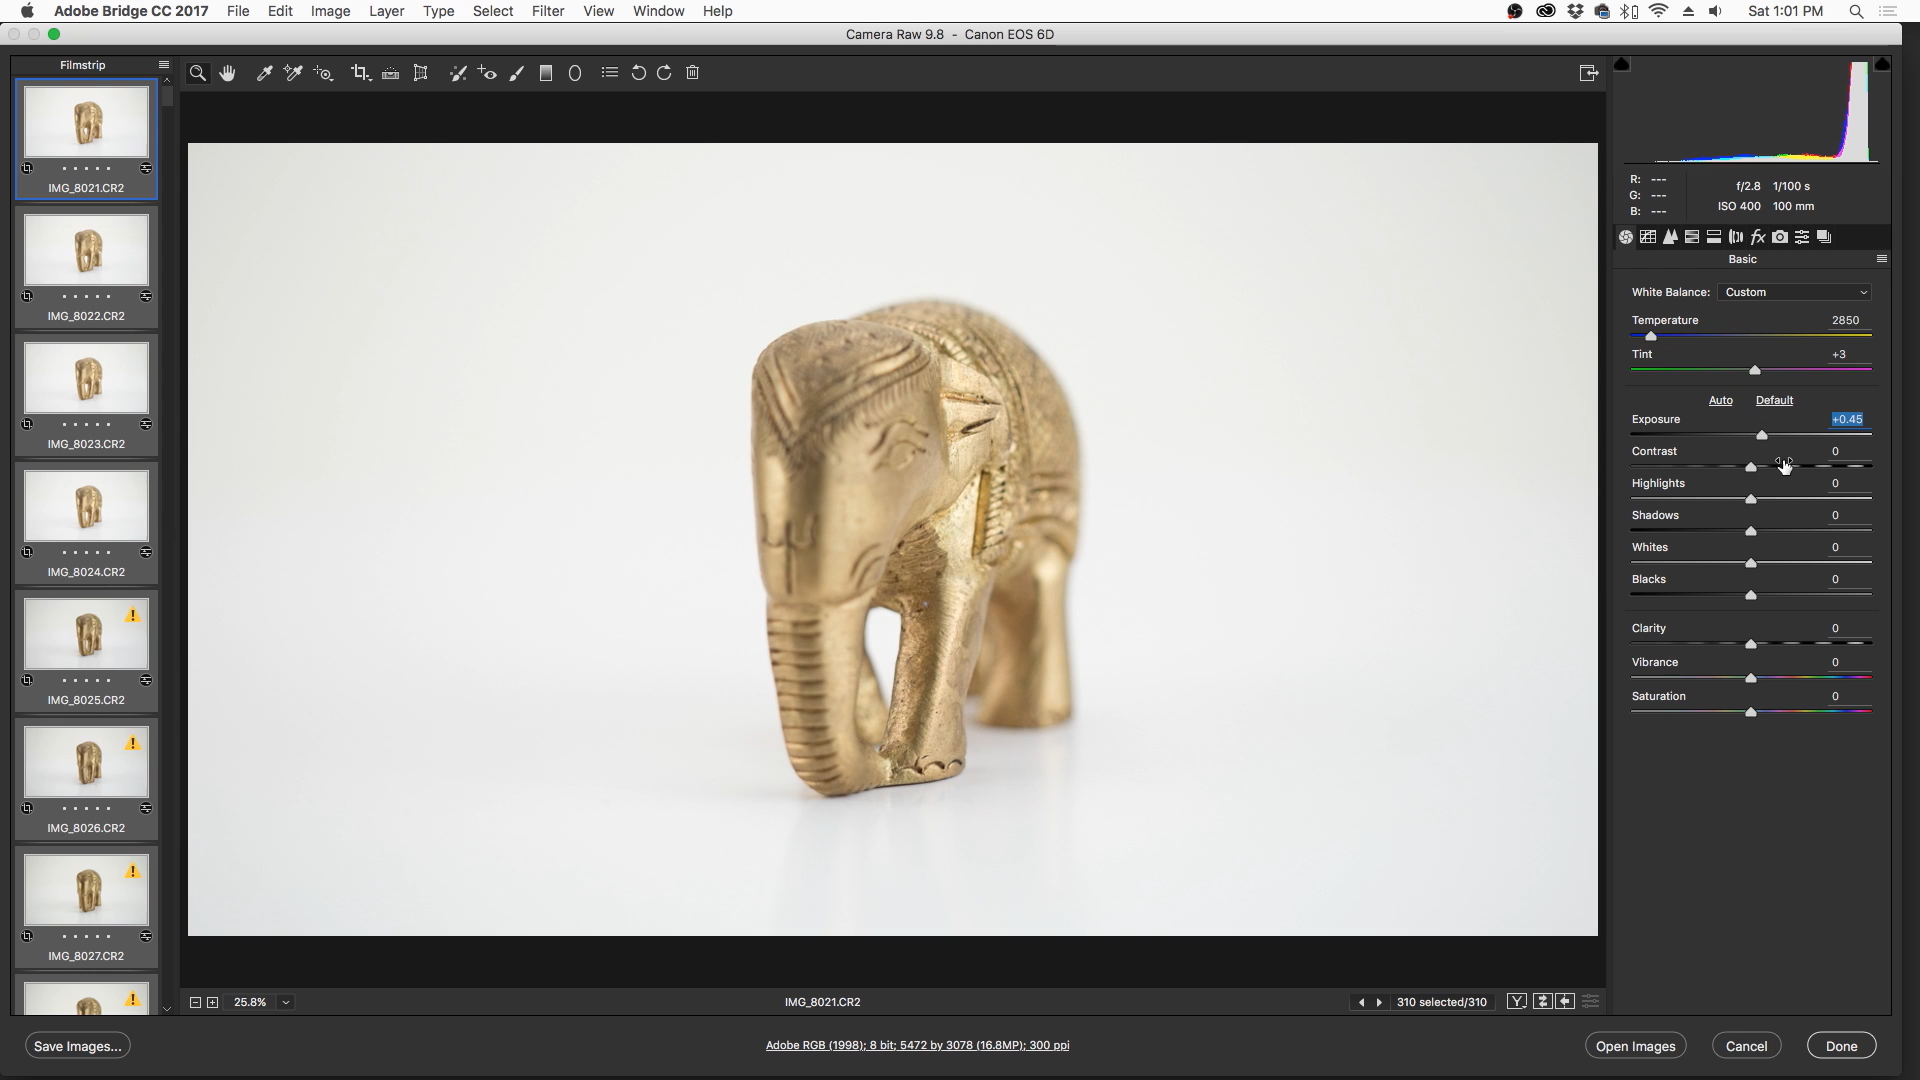 Adobe Bridge CC 2017 File Edit Image Layer Type Select Filter View Window Help Sat 1:01 PM
Camera Raw 9.8 - Canon EOS 6D
Filmstrip
IMG_8021.CR2
IMG_8022.CR2
IMG_8023.CR2
IMG_8024.CR2
IMG_8025.CR2
IMG_8026.CR2
IMG_8027.CR2
R: ---
G: ---
B: ---
f/2.8 1/100 s
ISO 400 100 mm
fx
Basic
White Balance: Custom
Temperature 2850
Tint +3
Auto Default
Exposure +0.45
Contrast 0
Highlights 0
Shadows 0
Whites 0
Blacks 0
Clarity 0
Vibrance 0
Saturation 0
25.8% IMG_8021.CR2 310 selected/310 Y
Save Images... Adobe RGB (1998); 8 bit; 5472 by 3078 (16.8MP); 300 ppi Open Images Cancel Done